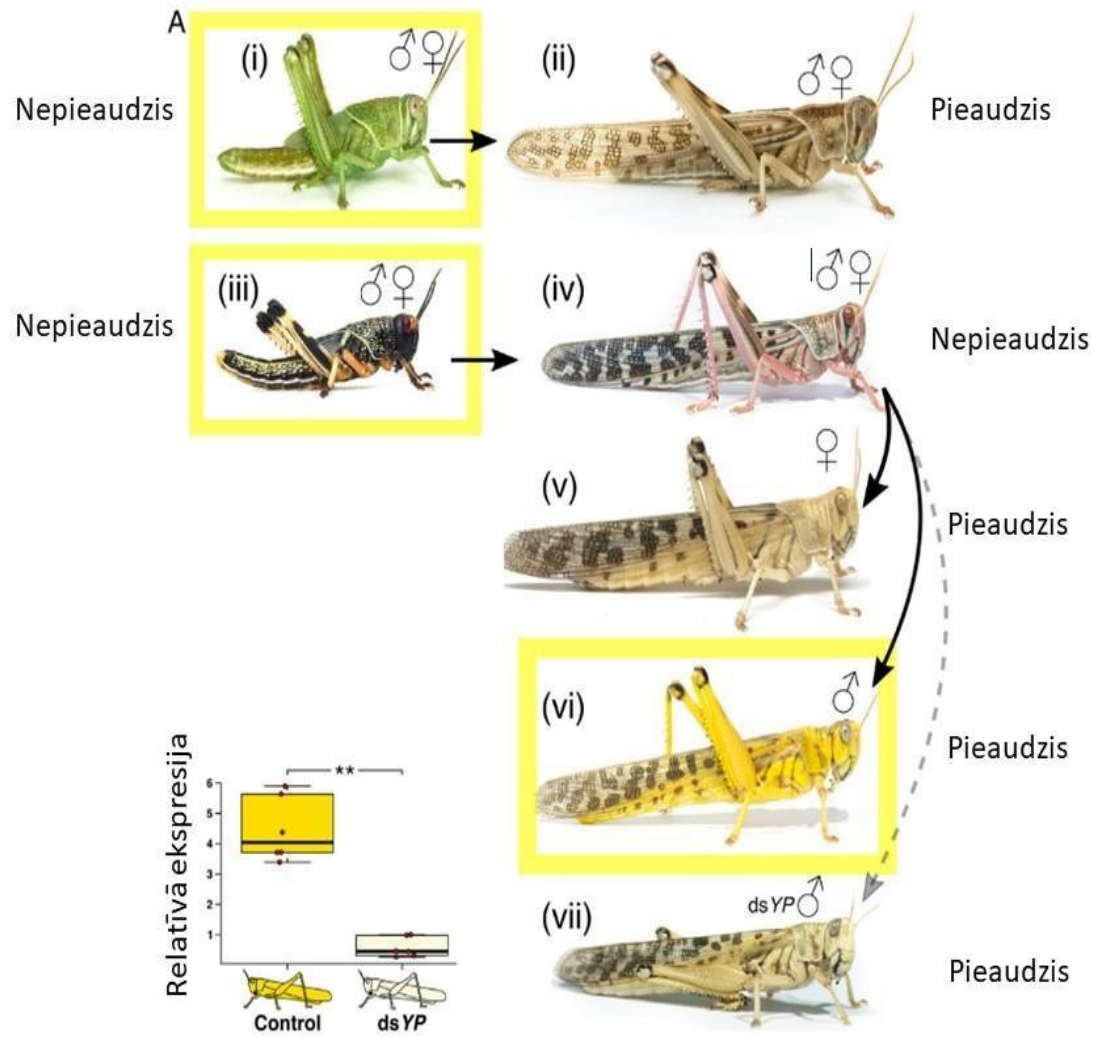 A
(i) ♂♀
(ii) ♂♀
Nepieaudzis
Pieaudzis
(iii) ♂♀
(iv) |♂♀
Nepieaudzis
Nepieaudzis
(v) ♀
Pieaudzis
(vi) ♂
Pieaudzis
(vii) dsYP♂
Pieaudzis
Relatīvā ekspresija
**
6
5
4
3
2
1
Control
dsYP